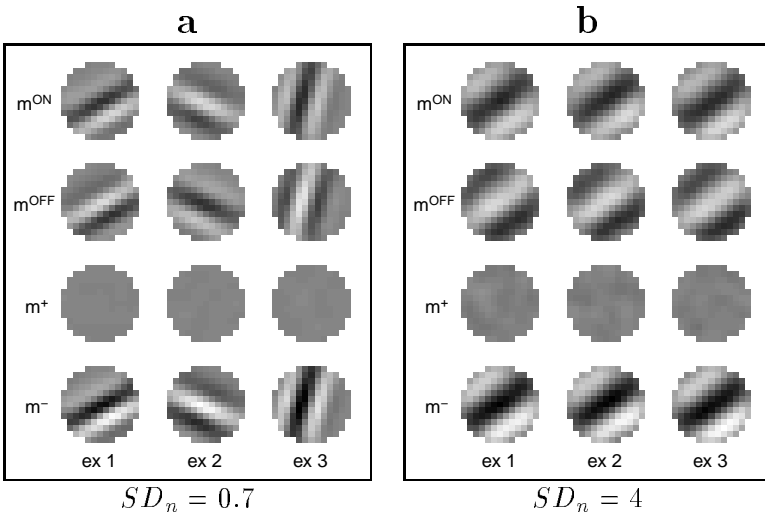 a
b
m^ON
m^OFF
m^+
m^−
ex 1 ex 2 ex 3
m^ON
m^OFF
m^+
m^−
ex 1 ex 2 ex 3
SD_n = 0.7
SD_n = 4